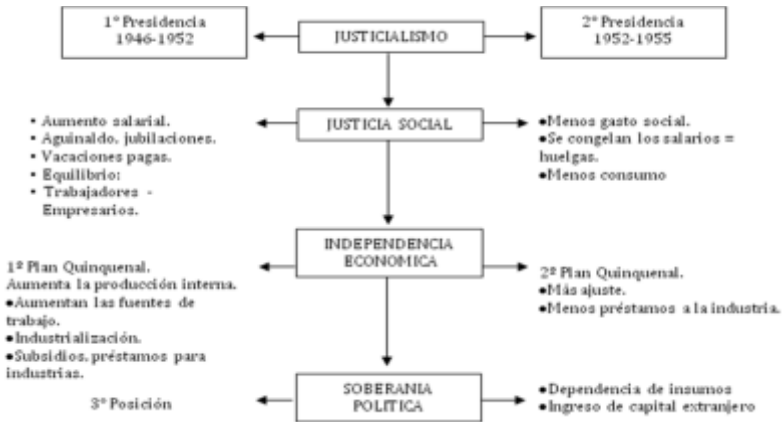 1º Presidencia
1946-1952
JUSTICIALISMO
2º Presidencia
1952-1955
▪ Aumento salarial.
▪ Aguinaldo, jubilaciones.
▪ Vacaciones pagas.
▪ Equilibrio:
▪ Trabajadores -
Empresarios.
JUSTICIA SOCIAL
●Menos gasto social.
●Se congelan los salarios =
huelgas.
●Menos consumo
1º Plan Quinquenal.
Aumenta la producción interna.
●Aumentan las fuentes de
trabajo.
●Industrialización.
●Subsidios, préstamos para
industrias.
INDEPENDENCIA
ECONOMICA
2º Plan Quinquenal.
●Más ajuste.
●Menos préstamos a la industria.
3º Posición
SOBERANIA
POLITICA
●Dependencia de insumos
●Ingreso de capital extranjero